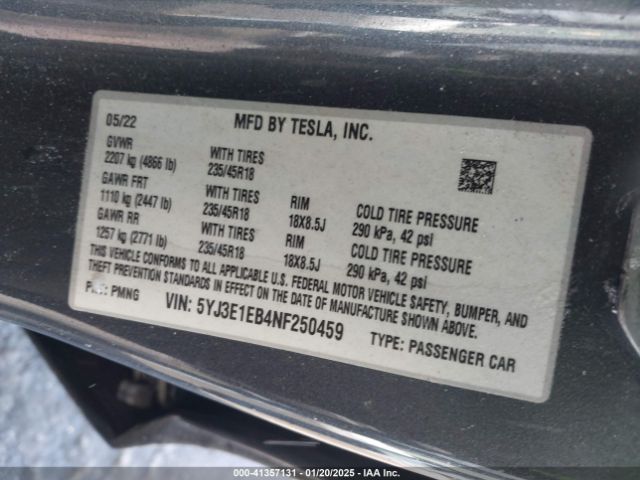 05/22 MFD BY TESLA, INC.
GVWR
2207 kg (4866 lb) WITH TIRES 235/45R18
GAWR FRT
1110 kg (2447 lb) WITH TIRES 235/45R18 RIM 18X8.5J COLD TIRE PRESSURE 290 kPa, 42 psi
GAWR RR
1257 kg (2771 lb) WITH TIRES 235/45R18 RIM 18X8.5J COLD TIRE PRESSURE 290 kPa, 42 psi
THIS VEHICLE CONFORMS TO ALL APPLICABLE U.S. FEDERAL MOTOR VEHICLE SAFETY, BUMPER, AND
THEFT PREVENTION STANDARDS IN EFFECT ON THE DATE OF MANUFACTURE SHOWN ABOVE.
PMNG VIN: 5YJ3E1EB4NF250459 TYPE: PASSENGER CAR
© 00 - 41357131 - 01/20/2025 - IAA Inc.